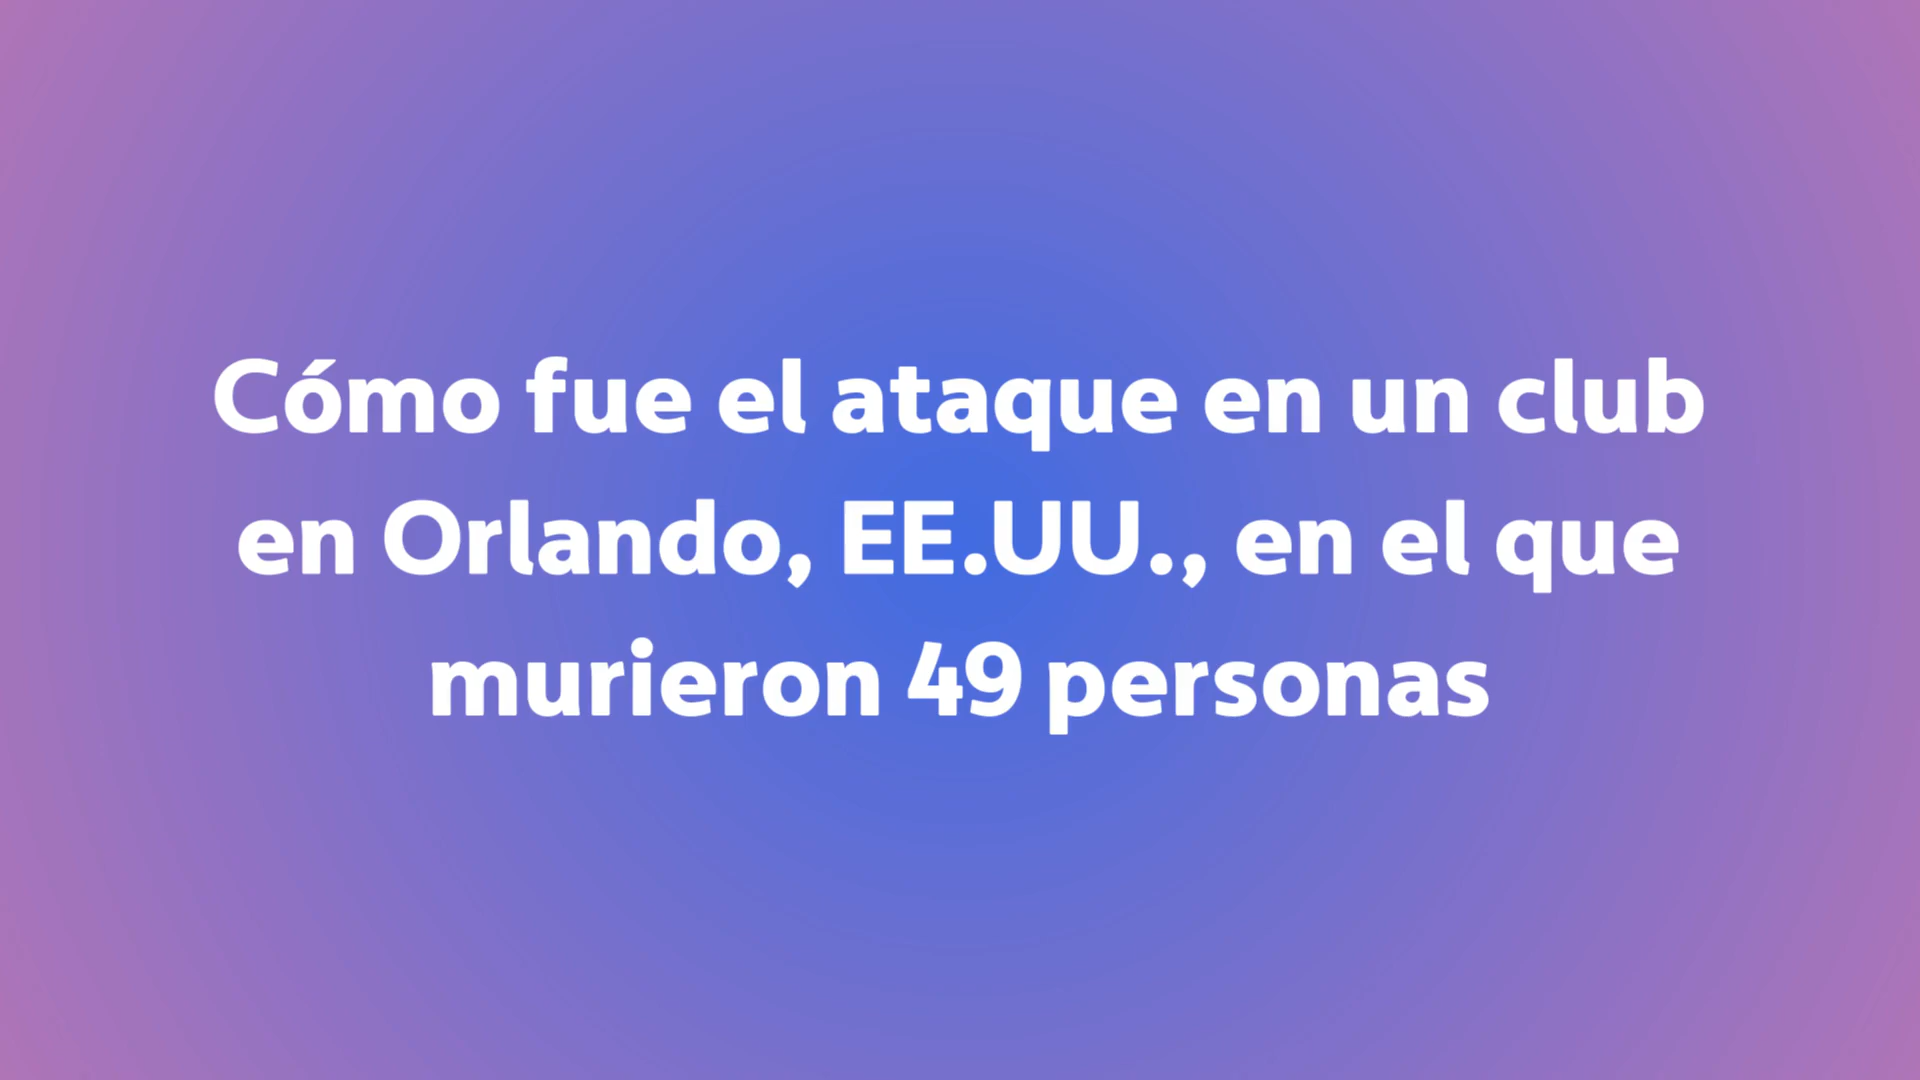 Cómo fue el ataque en un club
en Orlando, EE.UU., en el que
murieron 49 personas